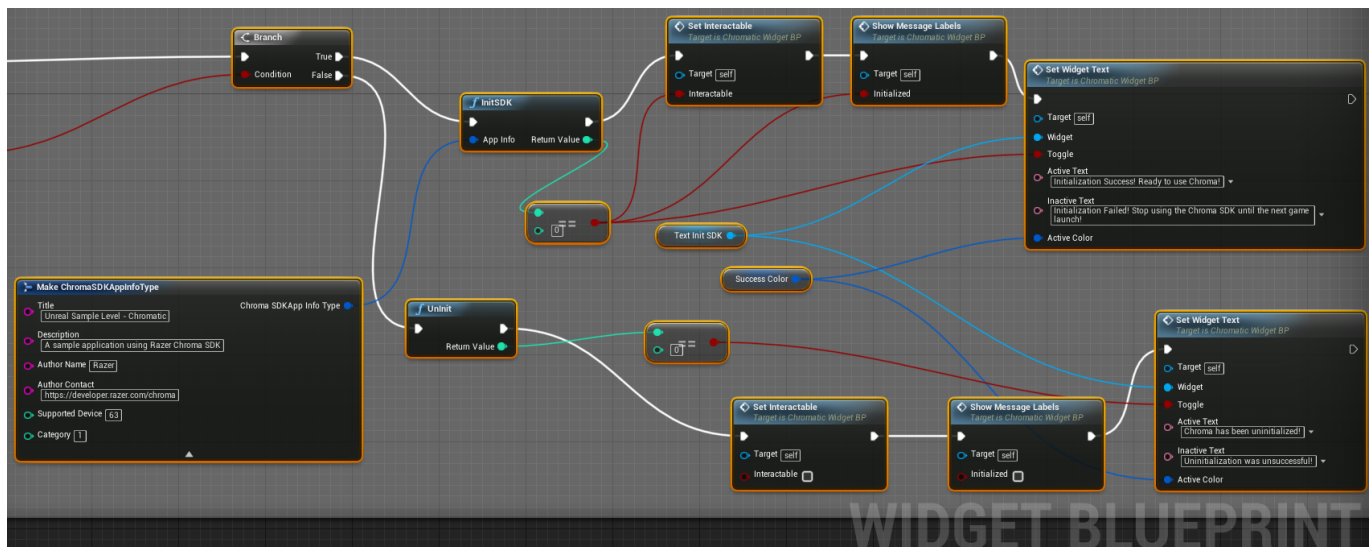 Branch
True
Condition
False
InitSDK
App Info
Return Value
Set Interactable
Target is Chromatic Widget BP
Target self
Interactable
Show Message Labels
Target is Chromatic Widget BP
Target self
Initialized
Set Widget Text
Target is Chromatic Widget BP
Target self
Widget
Toggle
Active Text
Initialization Success! Ready to use Chroma!
Inactive Text
Initialization Failed! Stop using the Chroma SDK until the next game
launch!
Active Color
0 ==
Text Init SDK
Success Color
Make ChromaSDKAppInfoType
Title
Chroma SDKApp Info Type
Unreal Sample Level - Chromatic
Description
A sample application using Razer Chroma SDK
Author Name Razer
Author Contact
https://developer.razer.com/chroma
Supported Device 63
Category 1
UnInit
Return Value
0 ==
Set Interactable
Target is Chromatic Widget BP
Target self
Interactable
Show Message Labels
Target is Chromatic Widget BP
Target self
Initialized
Set Widget Text
Target is Chromatic Widget BP
Target self
Widget
Toggle
Active Text
Chroma has been uninitialized!
Inactive Text
Uninitialization was unsuccessful!
Active Color
WIDGET BLUEPRINT